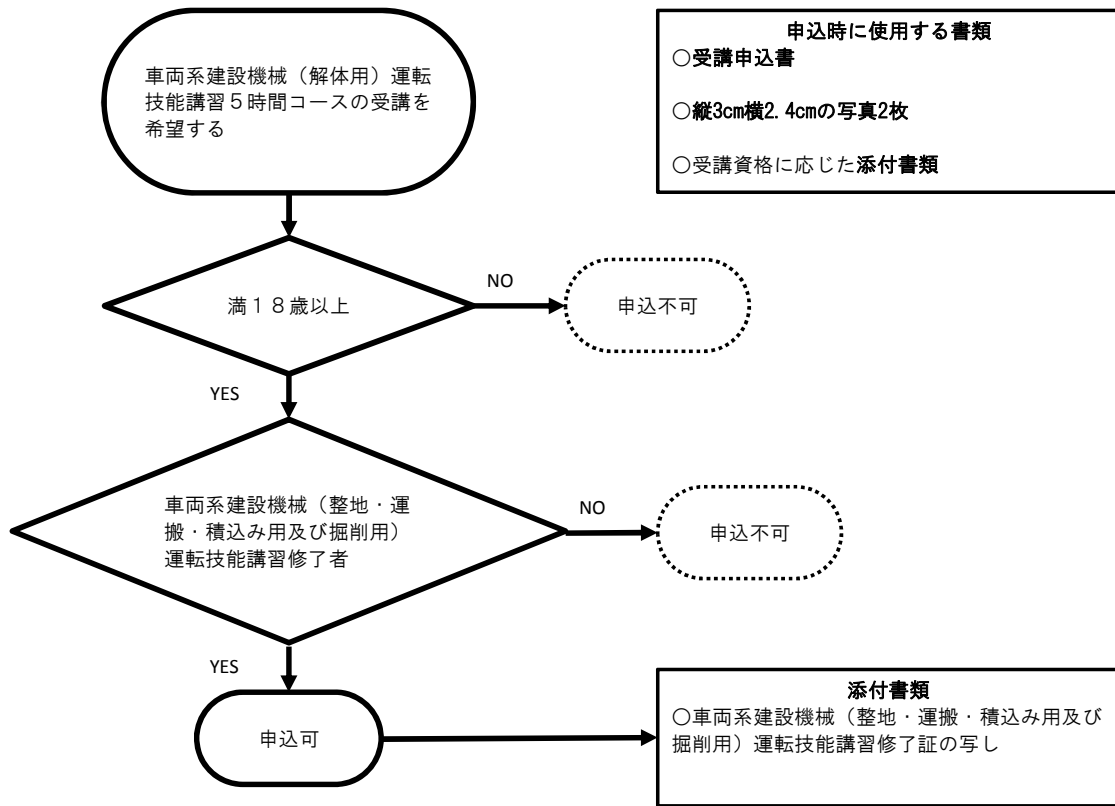 車両系建設機械（解体用）運転
技能講習５時間コースの受講を
希望する
申込時に使用する書類
○受講申込書
○縦3cm横2.4cmの写真2枚
○受講資格に応じた添付書類
満１８歳以上
NO
申込不可
YES
車両系建設機械（整地・運
搬・積込み用及び掘削用）
運転技能講習修了者
NO
申込不可
YES
申込可
添付書類
○車両系建設機械（整地・運搬・積込み用及び
掘削用）運転技能講習修了証の写し